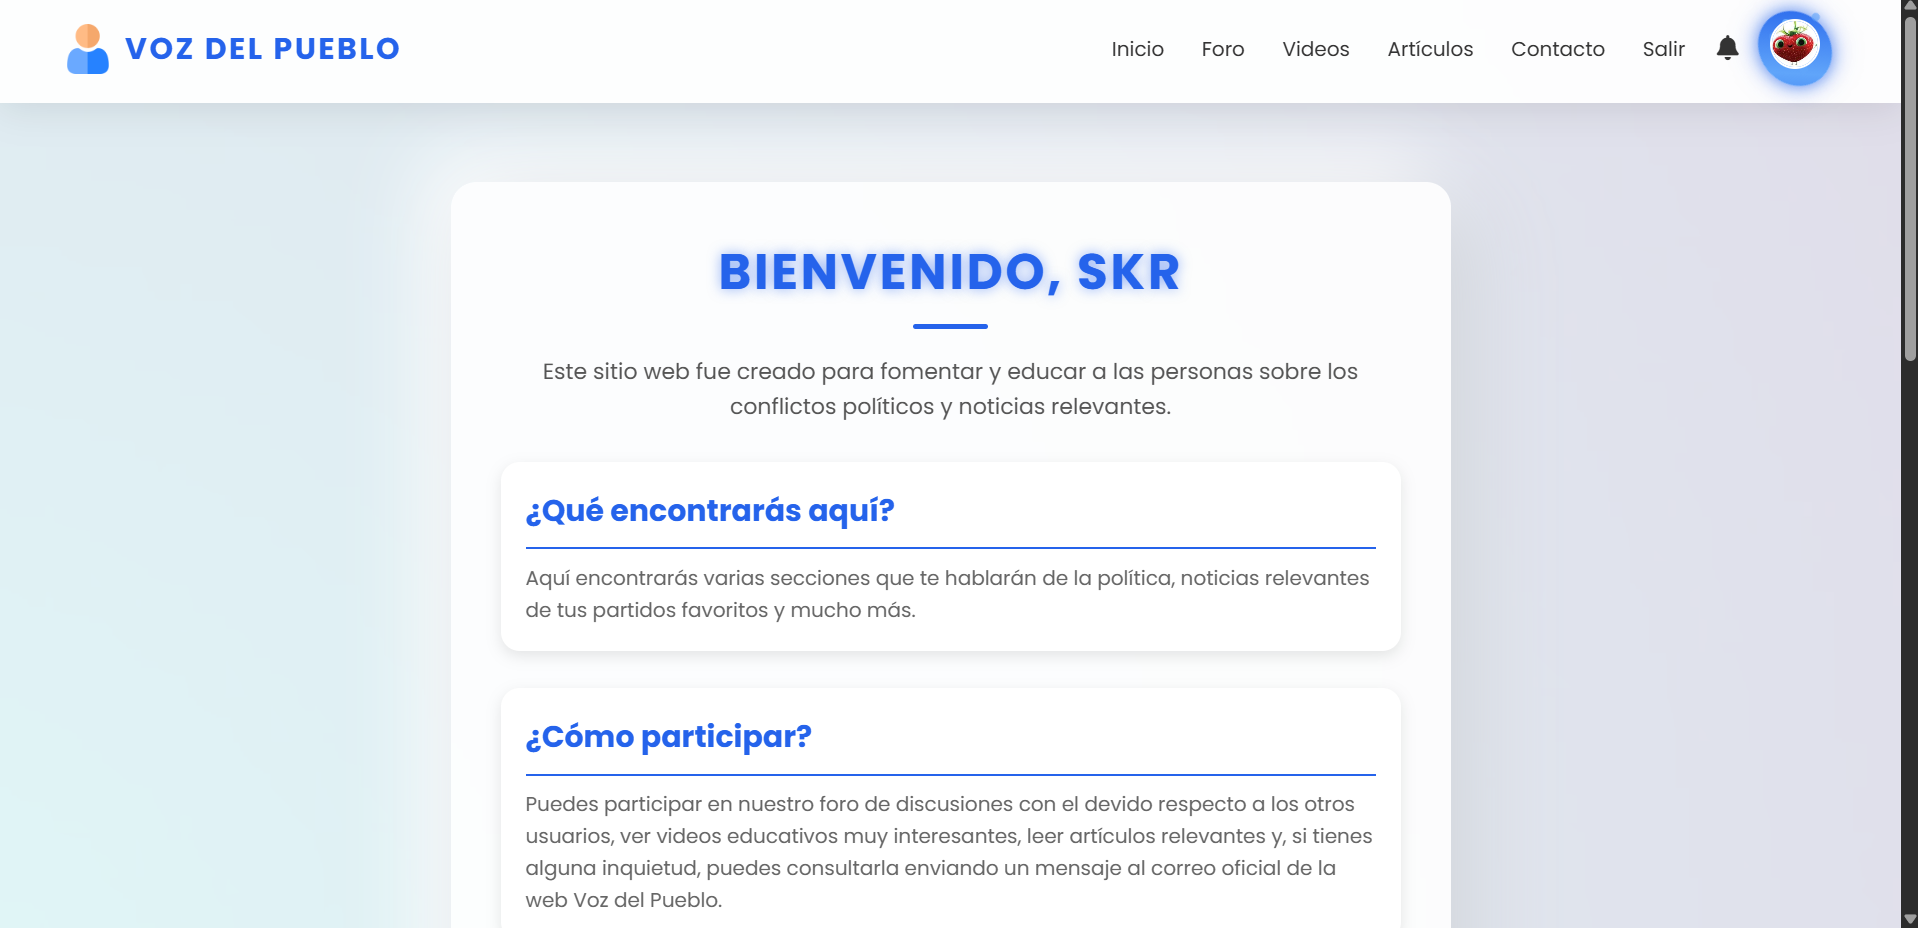 VOZ DEL PUEBLO
Inicio
Foro
Videos
Artículos
Contacto
Salir
BIENVENIDO, SKR
Este sitio web fue creado para fomentar y educar a las personas sobre los
conflictos políticos y noticias relevantes.
¿Qué encontrarás aquí?
Aquí encontrarás varias secciones que te hablarán de la política, noticias relevantes
de tus partidos favoritos y mucho más.
¿Cómo participar?
Puedes participar en nuestro foro de discusiones con el devido respecto a los otros
usuarios, ver videos educativos muy interesantes, leer artículos relevantes y, si tienes
alguna inquietud, puedes consultarla enviando un mensaje al correo oficial de la
web Voz del Pueblo.